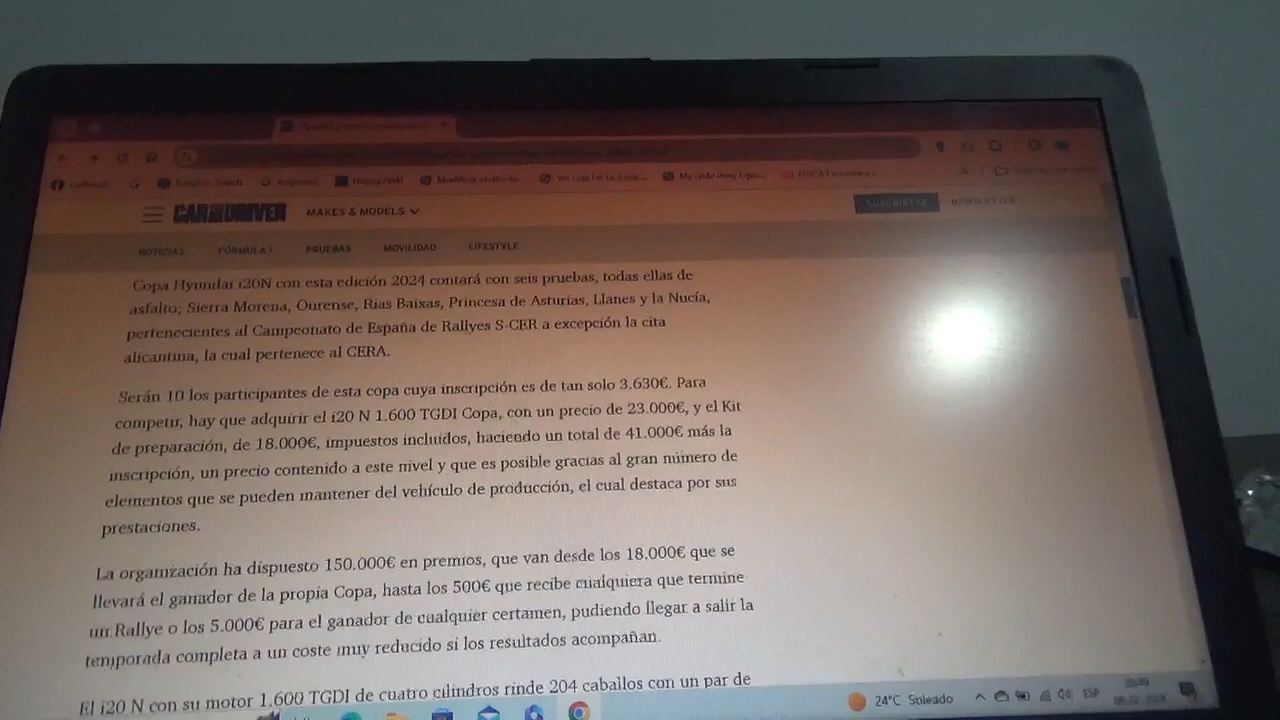 CAR AND DRIVER
MAKES & MODELS
SUSCRÍBETE
NEWSLETTER
NOTICIAS
FÓRMULA 1
PRUEBAS
MOVILIDAD
LIFESTYLE
Copa Hyundai i20N con esta edición 2024 contará con seis pruebas, todas ellas de
asfalto; Sierra Morena, Ourense, Rias Baixas, Princesa de Asturias, Llanes y la Nucía,
pertenecientes al Campeonato de España de Rallyes S-CER a excepción la cita
alicantina, la cual pertenece al CERA.
Serán 10 los participantes de esta copa cuya inscripción es de tan solo 3.630€. Para
competir, hay que adquirir el i20 N 1.600 TGDI Copa, con un precio de 23.000€, y el Kit
de preparación, de 18.000€, impuestos incluidos, haciendo un total de 41.000€ más la
inscripción, un precio contenido a este nivel y que es posible gracias al gran número de
elementos que se pueden mantener del vehículo de producción, el cual destaca por sus
prestaciones.
La organización ha dispuesto 150.000€ en premios, que van desde los 18.000€ que se
llevará el ganador de la propia Copa, hasta los 500€ que recibe cualquiera que termine
un Rallye o los 5.000€ para el ganador de cualquier certamen, pudiendo llegar a salir la
temporada completa a un coste muy reducido si los resultados acompañan.
El i20 N con su motor 1.600 TGDI de cuatro cilindros rinde 204 caballos con un par de
24°C Soleado
ESP